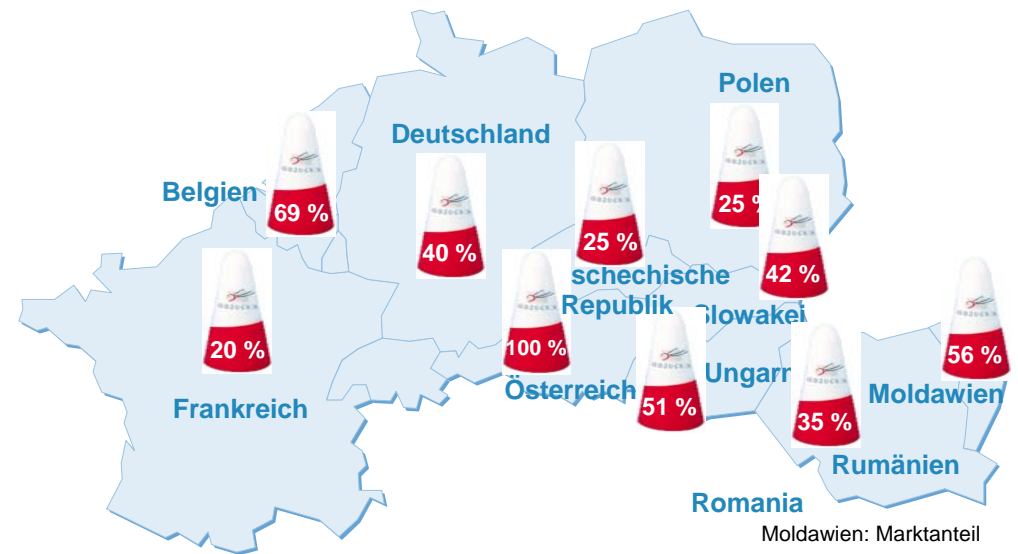 Polen
Deutschland
Belgien
69 %
40 %
25 %
25 %
42 %
schechische
Republik
Slowakei
20 %
100 %
56 %
Österreich
Ungarn
51 %
35 %
Moldawien
Frankreich
Rumänien
Romania
Moldawien: Marktanteil